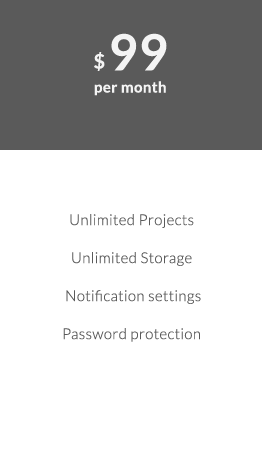 $ 99
per month
Unlimited Projects
Unlimited Storage
Notification settings
Password protection